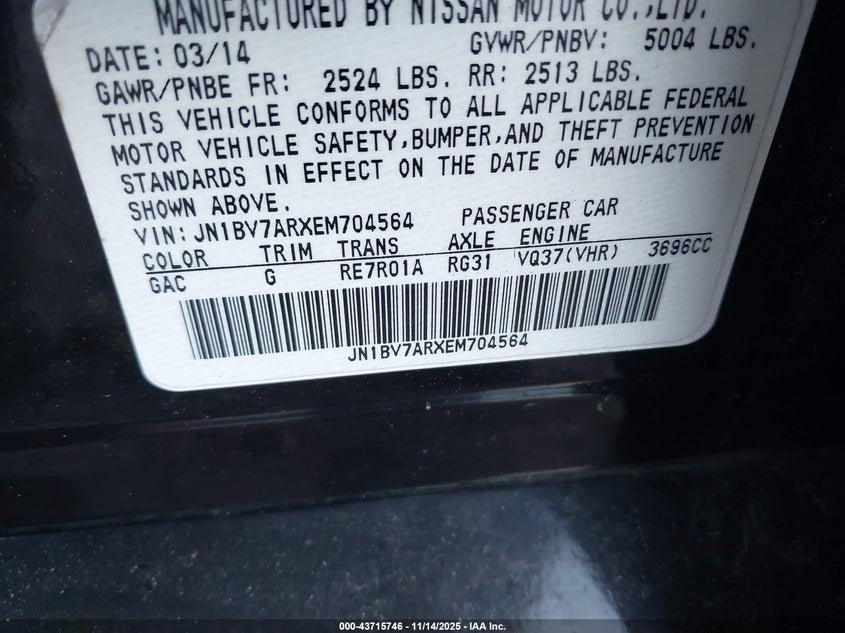 MANUFACTURED BY NISSAN MOTOR CO.,LTD.
DATE: 03/14 GVWR/PNBV: 5004 LBS.
GAWR/PNBE FR: 2524 LBS. RR: 2513 LBS.
THIS VEHICLE CONFORMS TO ALL APPLICABLE FEDERAL
MOTOR VEHICLE SAFETY,BUMPER,AND THEFT PREVENTION
STANDARDS IN EFFECT ON THE DATE OF MANUFACTURE
SHOWN ABOVE.
VIN:JN1BV7ARXEM704564 PASSENGER CAR
COLOR TRIM TRANS AXLE ENGINE
GAC G RE7R01A RG31 VQ37(VHR) 3696CC
JN1BV7ARXEM704564
000-43715746 - 11/14/2025 - IAA Inc.